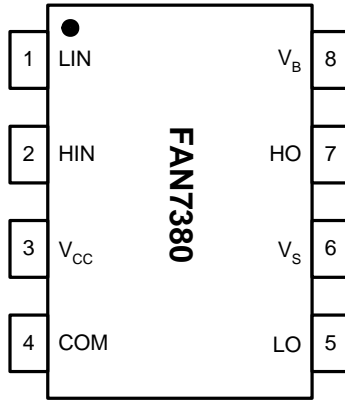 1 LIN V_B 8
2 HIN HO 7
FAN7380
3 V_CC V_S 6
4 COM LO 5